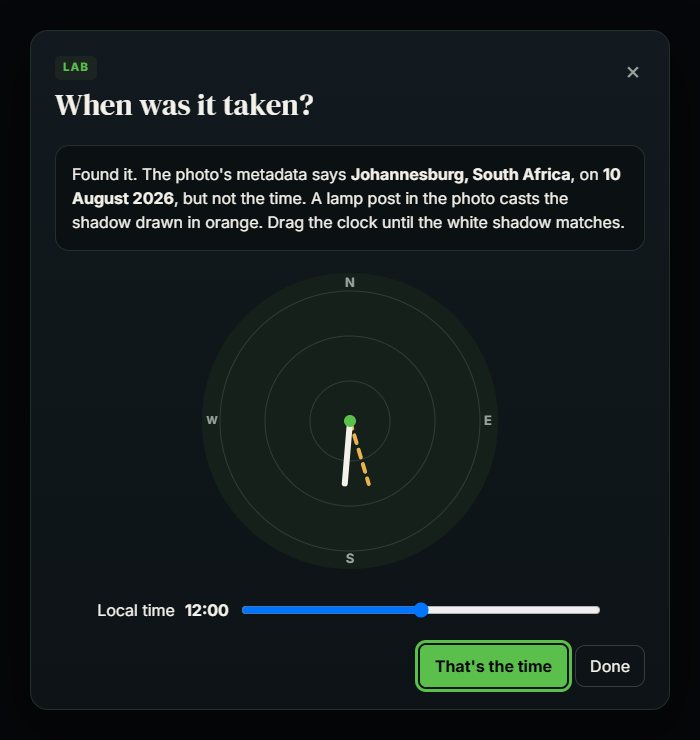 LAB
When was it taken?
Found it. The photo's metadata says Johannesburg, South Africa, on 10
August 2026, but not the time. A lamp post in the photo casts the
shadow drawn in orange. Drag the clock until the white shadow matches.
N
W
E
S
Local time 12:00
That's the time
Done